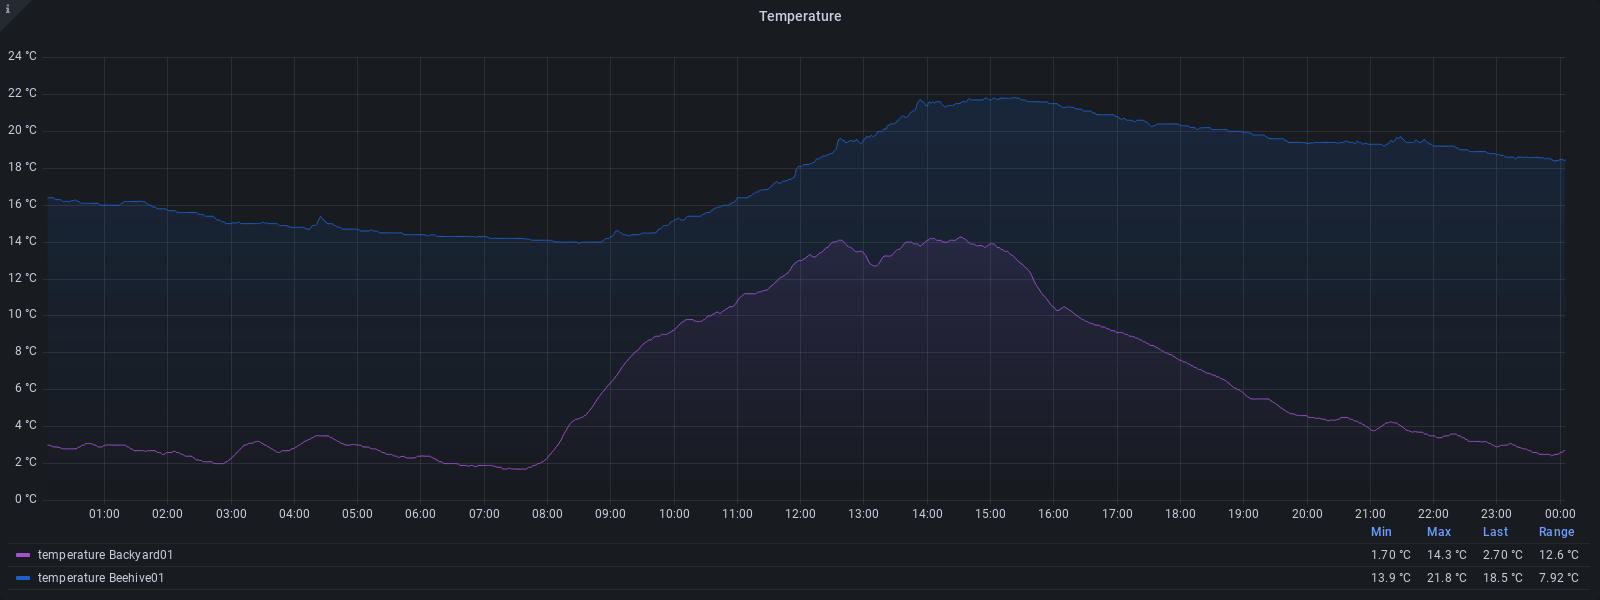 i
Temperature
24 °C
22 °C
20 °C
18 °C
16 °C
14 °C
12 °C
10 °C
8 °C
6 °C
4 °C
2 °C
0 °C
01:00 02:00 03:00 04:00 05:00 06:00 07:00 08:00 09:00 10:00 11:00 12:00 13:00 14:00 15:00 16:00 17:00 18:00 19:00 20:00 21:00 22:00 23:00 00:00
Min Max Last Range
temperature Backyard01 1.70 °C 14.3 °C 2.70 °C 12.6 °C
temperature Beehive01 13.9 °C 21.8 °C 18.5 °C 7.92 °C